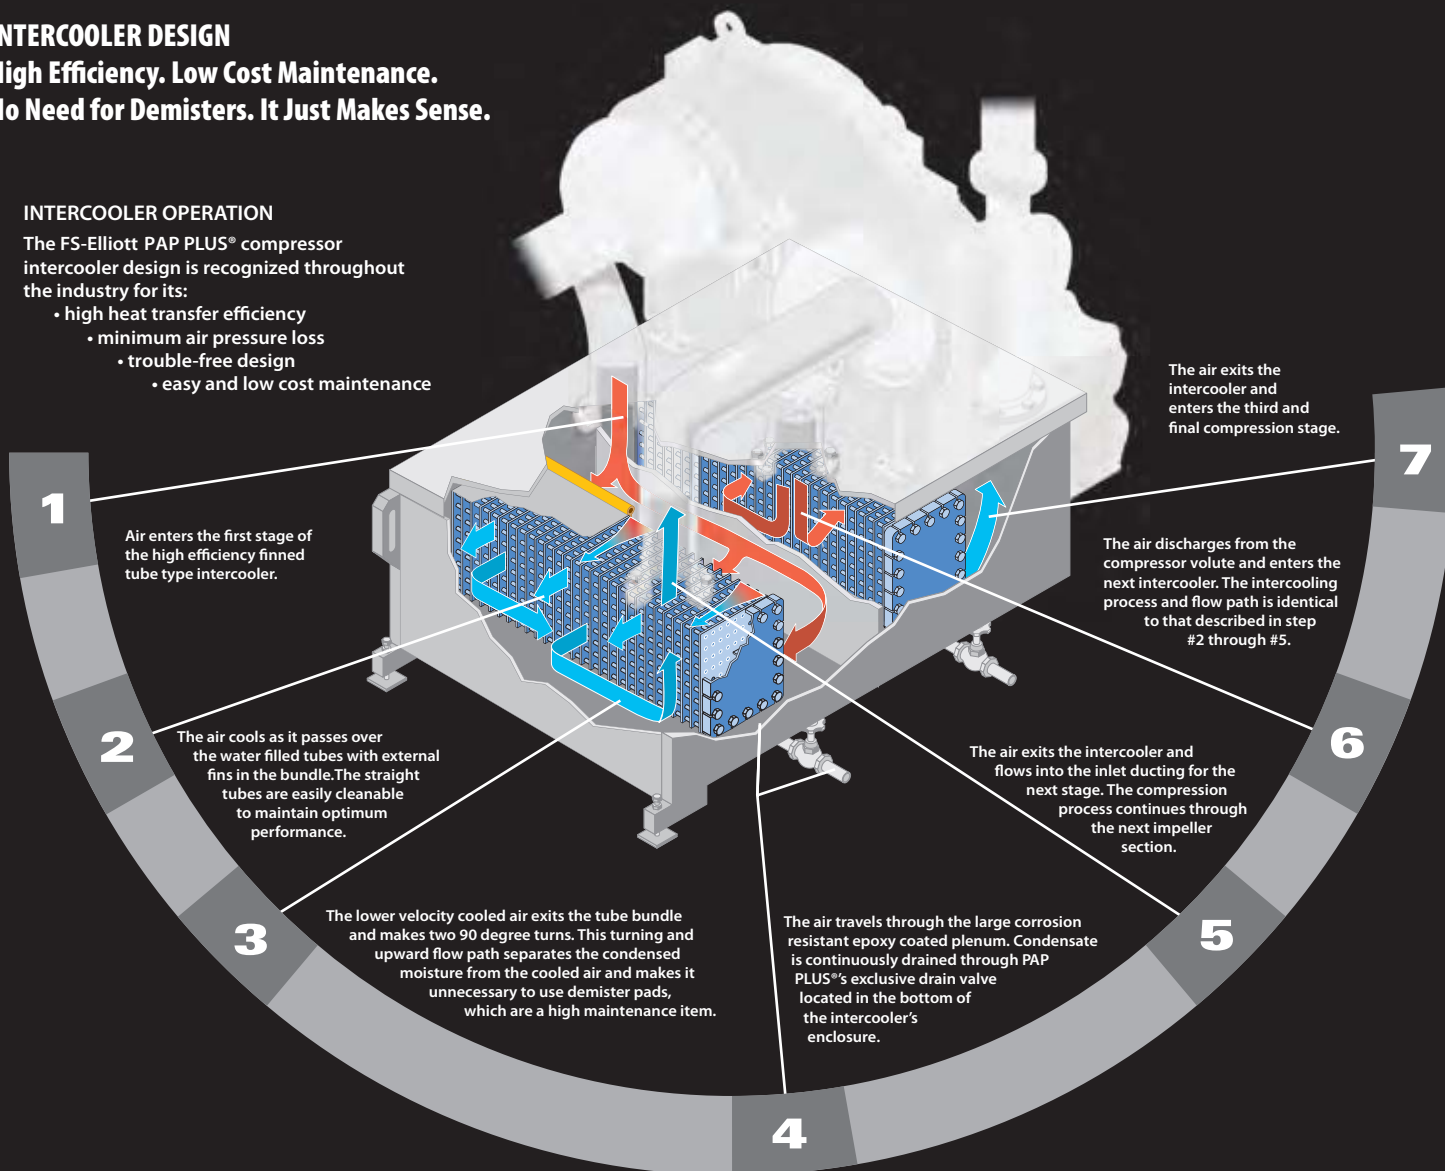 NTERCOOLER DESIGN
igh Efficiency. Low Cost Maintenance.
o Need for Demisters. It Just Makes Sense.
INTERCOOLER OPERATION
The FS-Elliott PAP PLUS® compressor
intercooler design is recognized throughout
the industry for its:
• high heat transfer efficiency
• minimum air pressure loss
• trouble-free design
• easy and low cost maintenance
1
Air enters the first stage of
the high efficiency finned
tube type intercooler.
2
The air cools as it passes over
the water filled tubes with external
fins in the bundle.The straight
tubes are easily cleanable
to maintain optimum
performance.
3
The lower velocity cooled air exits the tube bundle
and makes two 90 degree turns. This turning and
upward flow path separates the condensed
moisture from the cooled air and makes it
unnecessary to use demister pads,
which are a high maintenance item.
4
The air travels through the large corrosion
resistant epoxy coated plenum. Condensate
is continuously drained through PAP
PLUS®'s exclusive drain valve
located in the bottom of
the intercooler's
enclosure.
5
The air exits the intercooler and
flows into the inlet ducting for the
next stage. The compression
process continues through
the next impeller
section.
6
The air discharges from the
compressor volute and enters the
next intercooler. The intercooling
process and flow path is identical
to that described in step
#2 through #5.
7
The air exits the
intercooler and
enters the third and
final compression stage.